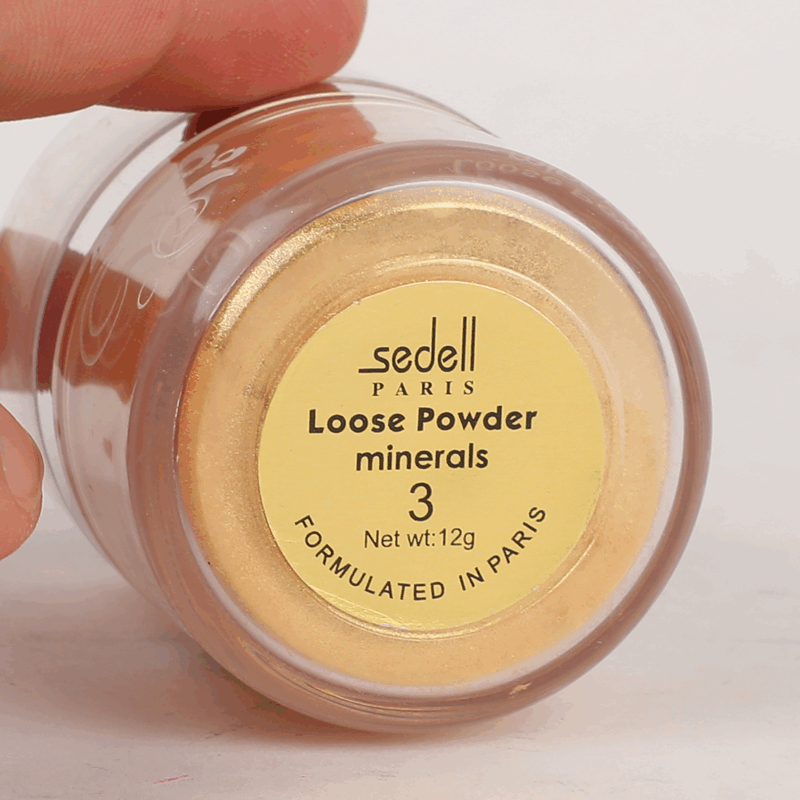 sedell
PARIS
Loose Powder
minerals
3
Net wt:12g
FORMULATED IN PARIS